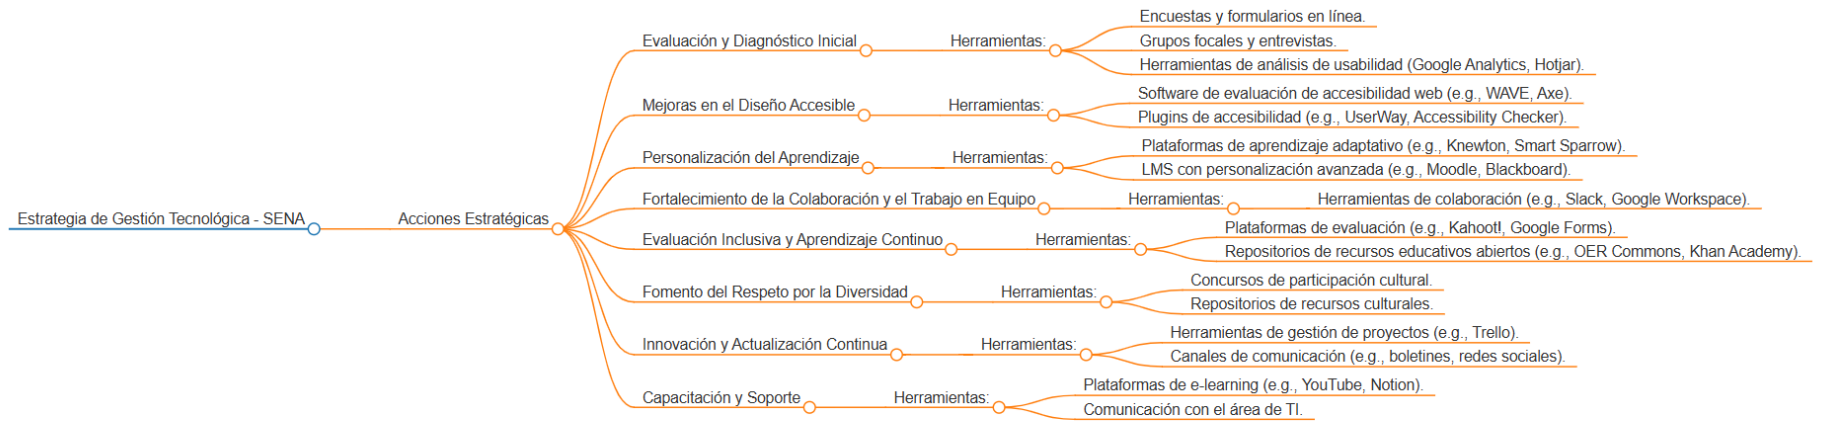 Estrategia de Gestión Tecnológica - SENA
Acciones Estratégicas
Evaluación y Diagnóstico Inicial
Herramientas:
Encuestas y formularios en línea.
Grupos focales y entrevistas.
Herramientas de análisis de usabilidad (Google Analytics, Hotjar).
Mejoras en el Diseño Accesible
Herramientas:
Software de evaluación de accesibilidad web (e.g., WAVE, Axe).
Plugins de accesibilidad (e.g., UserWay, Accessibility Checker).
Personalización del Aprendizaje
Herramientas:
Plataformas de aprendizaje adaptativo (e.g., Knewton, Smart Sparrow).
LMS con personalización avanzada (e.g., Moodle, Blackboard).
Fortalecimiento de la Colaboración y el Trabajo en Equipo
Herramientas:
Herramientas de colaboración (e.g., Slack, Google Workspace).
Evaluación Inclusiva y Aprendizaje Continuo
Herramientas:
Plataformas de evaluación (e.g., Kahoot!, Google Forms).
Repositorios de recursos educativos abiertos (e.g., OER Commons, Khan Academy).
Fomento del Respeto por la Diversidad
Herramientas:
Concursos de participación cultural.
Repositorios de recursos culturales.
Innovación y Actualización Continua
Herramientas:
Herramientas de gestión de proyectos (e.g., Trello).
Canales de comunicación (e.g., boletines, redes sociales).
Capacitación y Soporte
Herramientas:
Plataformas de e-learning (e.g., YouTube, Notion).
Comunicación con el área de TI.